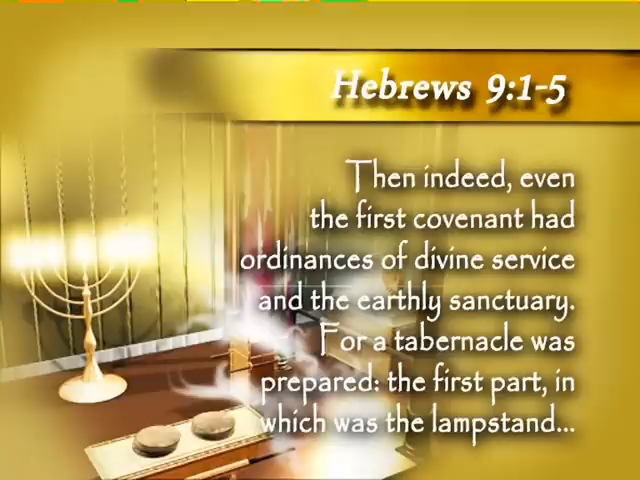 Hebrews 9:1-5
Then indeed, even
the first covenant had
ordinances of divine service
and the earthly sanctuary.
For a tabernacle was
prepared: the first part, in
which was the lampstand...